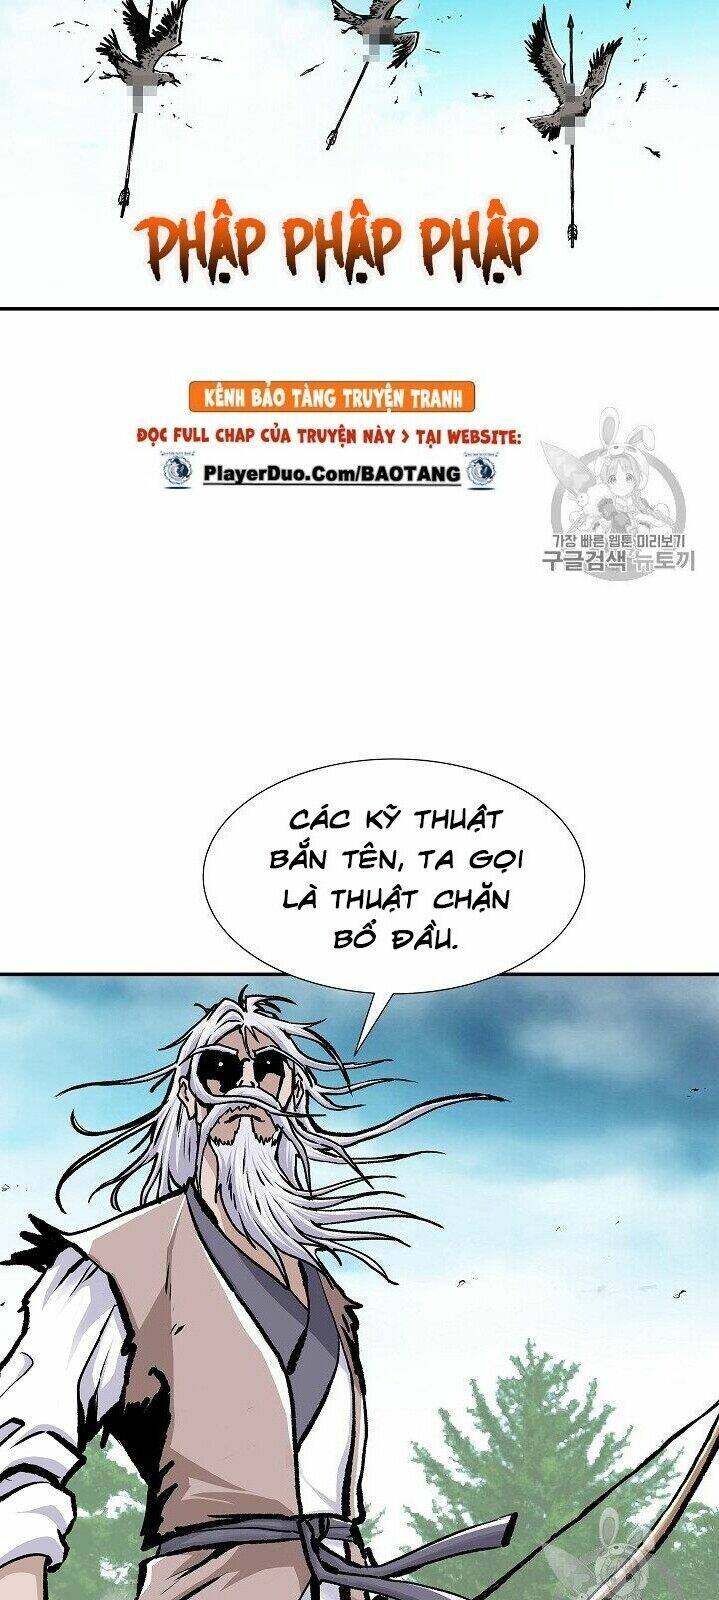 PHẬP PHẬP PHẬP
KÊNH BẢO TÀNG TRUYỆN TRANH
ĐỌC FULL CHAP CỦA TRUYỆN NÀY > TẠI WEBSITE:
PlayerDuo.Com/BAOTANG
가장 빠른 웹툰 미리보기
구글검색 뉴토끼
CÁC KỸ THUẬT
BẮN TÊN, TA GỌI
LÀ THUẬT CHẶN
BỔ ĐẦU.